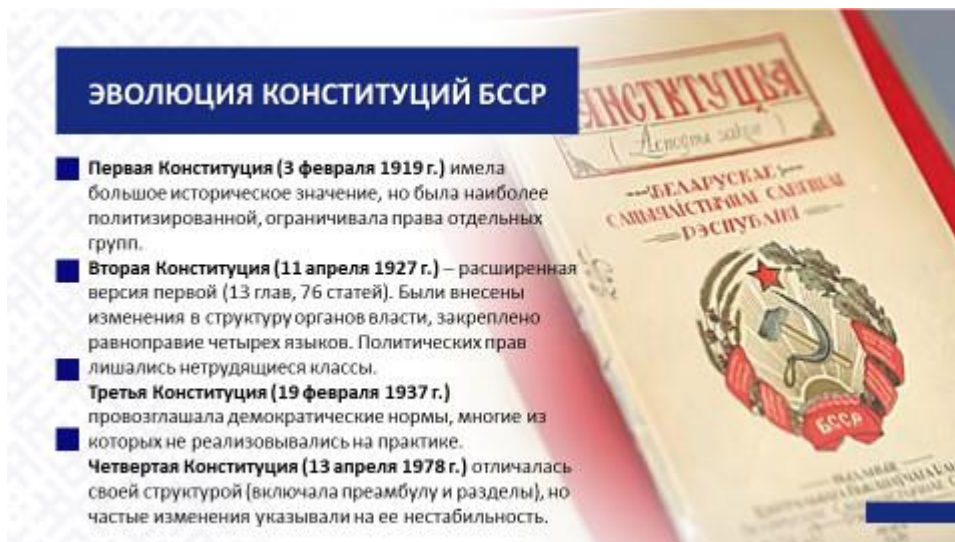 ЭВОЛЮЦИЯ КОНСТИТУЦИЙ БССР
Первая Конституция (3 февраля 1919 г.) имела
большое историческое значение, но была наиболее
политизированной, ограничивала права отдельных
групп.
Вторая Конституция (11 апреля 1927 г.) – расширенная
версия первой (13 глав, 76 статей). Были внесены
изменения в структуру органов власти, закреплено
равноправие четырех языков. Политических прав
лишались нетрудящиеся классы.
Третья Конституция (19 февраля 1937 г.)
провозглашала демократические нормы, многие из
которых не реализовывались на практике.
Четвертая Конституция (13 апреля 1978 г.) отличалась
своей структурой (включала преамбулу и разделы), но
частые изменения указывали на ее нестабильность.
БЕЛАРУСКАЕ
САЦЫЯЛІСТЫЧНАЕ САВЕЦКАЕ
РЭСПУБЛІКІ
БССР